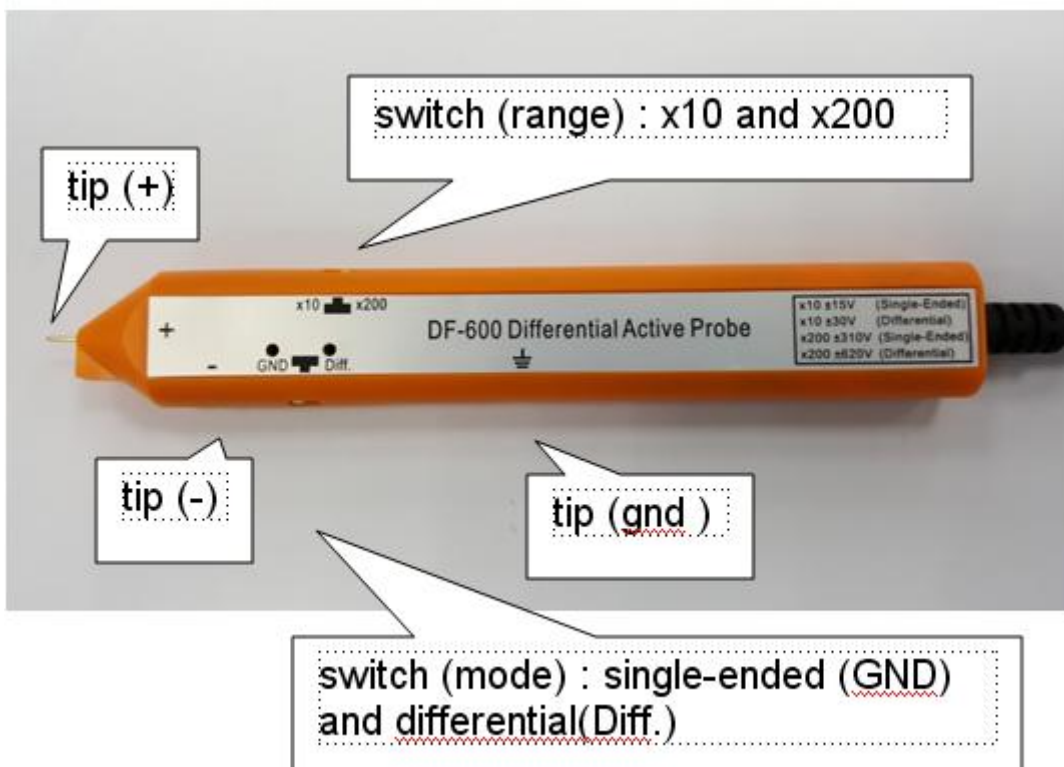 switch (range) : x10 and x200
tip (+)
x10 x200
+
DF-600 Differential Active Probe
x10 ±15V (Single-Ended)
x10 ±30V (Differential)
x200 ±310V (Single-Ended)
x200 ±620V (Differential)
-
GND Diff.
tip (-)
tip (gnd )
switch (mode) : single-ended (GND)
and differential(Diff.)